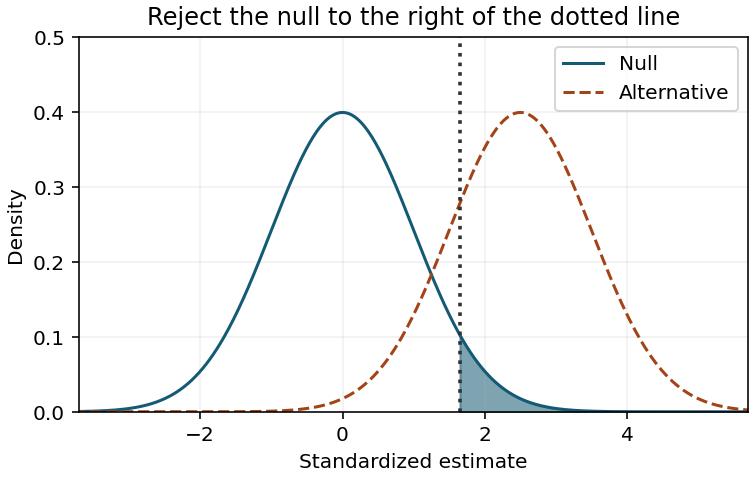 Reject the null to the right of the dotted line
0.5
0.4
0.3
0.2
0.1
0.0
Density
Null
Alternative
−2
0
2
4
Standardized estimate